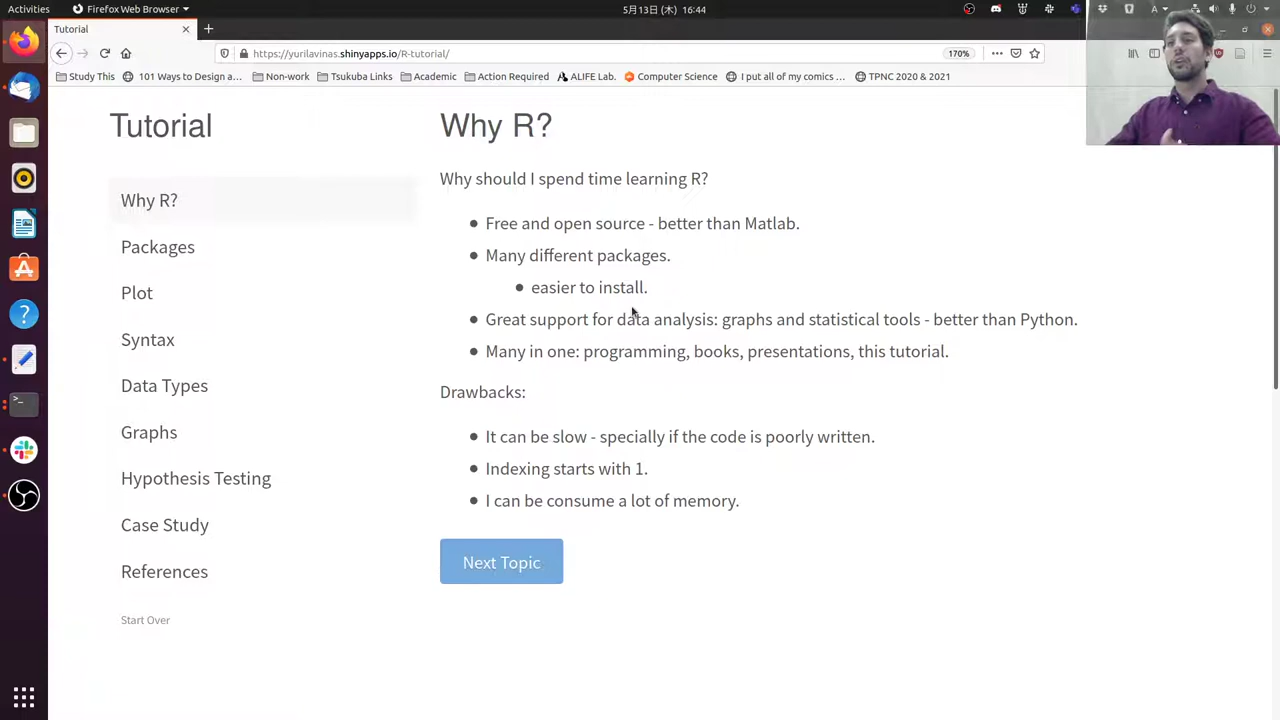 Activities
Firefox Web Browser
5月13日 (木) 16:44
A
Tutorial
https://yurilavinas.shinyapps.io/R-tutorial/
170%
Study This
101 Ways to Design a…
Non-work
Tsukuba Links
Academic
Action Required
ALIFE Lab.
Computer Science
I put all of my comics …
TPNC 2020 & 2021
Tutorial
Why R?
Packages
Plot
Syntax
Data Types
Graphs
Hypothesis Testing
Case Study
References
Start Over
Why R?
Why should I spend time learning R?
Free and open source - better than Matlab.
Many different packages.
easier to install.
Great support for data analysis: graphs and statistical tools - better than Python.
Many in one: programming, books, presentations, this tutorial.
Drawbacks:
It can be slow - specially if the code is poorly written.
Indexing starts with 1.
I can be consume a lot of memory.
Next Topic